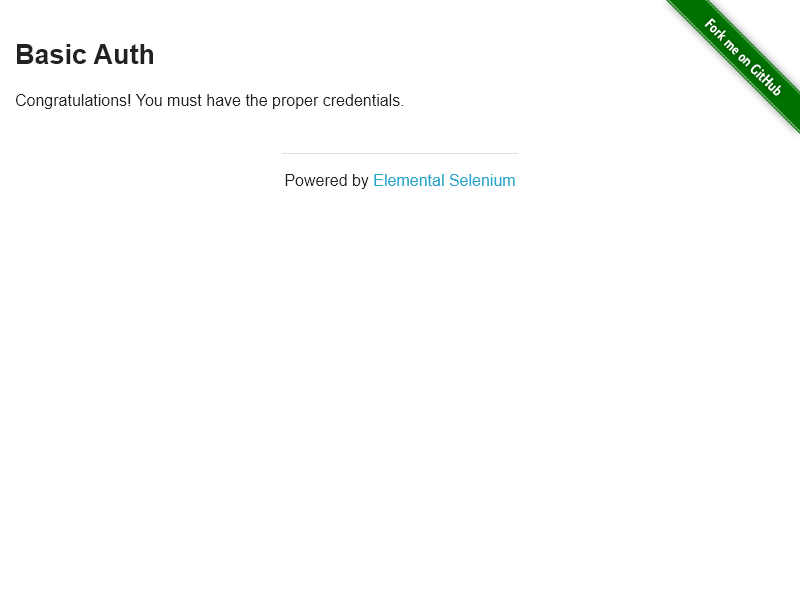 Fork me on GitHub
Basic Auth
Congratulations! You must have the proper credentials.
Powered by Elemental Selenium